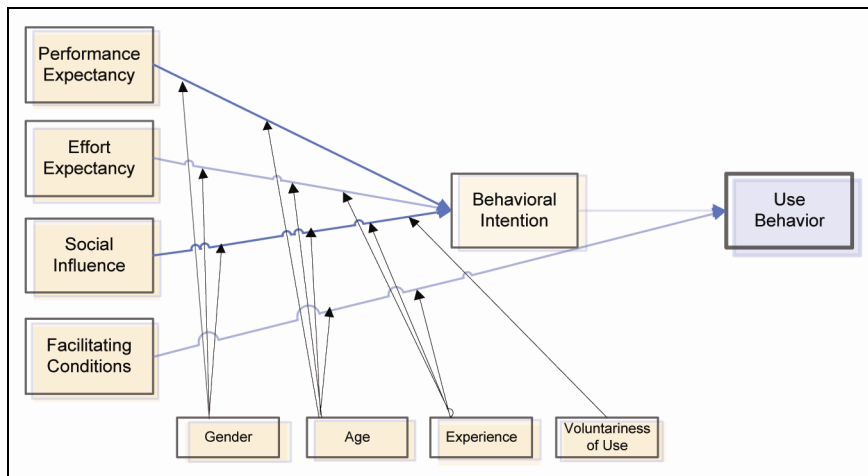 Performance
Expectancy
Effort
Expectancy
Social
Influence
Facilitating
Conditions
Behavioral
Intention
Use
Behavior
Gender
Age
Experience
Voluntariness
of Use